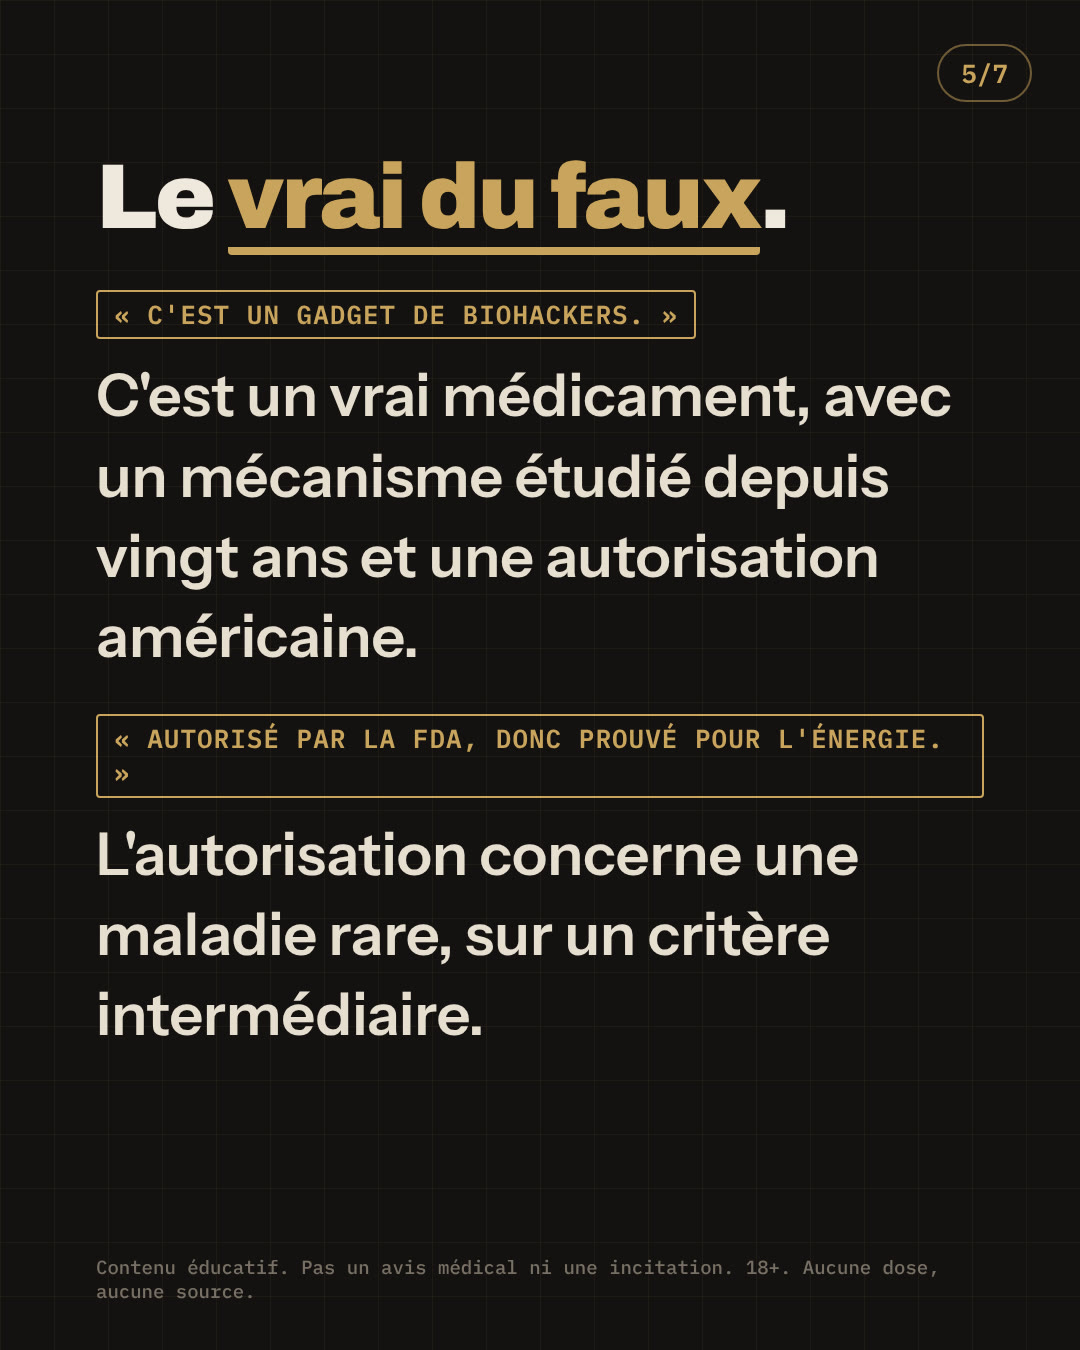 5/7
Le vrai du faux.
« C'EST UN GADGET DE BIOHACKERS. »
C'est un vrai médicament, avec
un mécanisme étudié depuis
vingt ans et une autorisation
américaine.
« AUTORISÉ PAR LA FDA, DONC PROUVÉ POUR L'ÉNERGIE.
»
L'autorisation concerne une
maladie rare, sur un critère
intermédiaire.
Contenu éducatif. Pas un avis médical ni une incitation. 18+. Aucune dose,
aucune source.